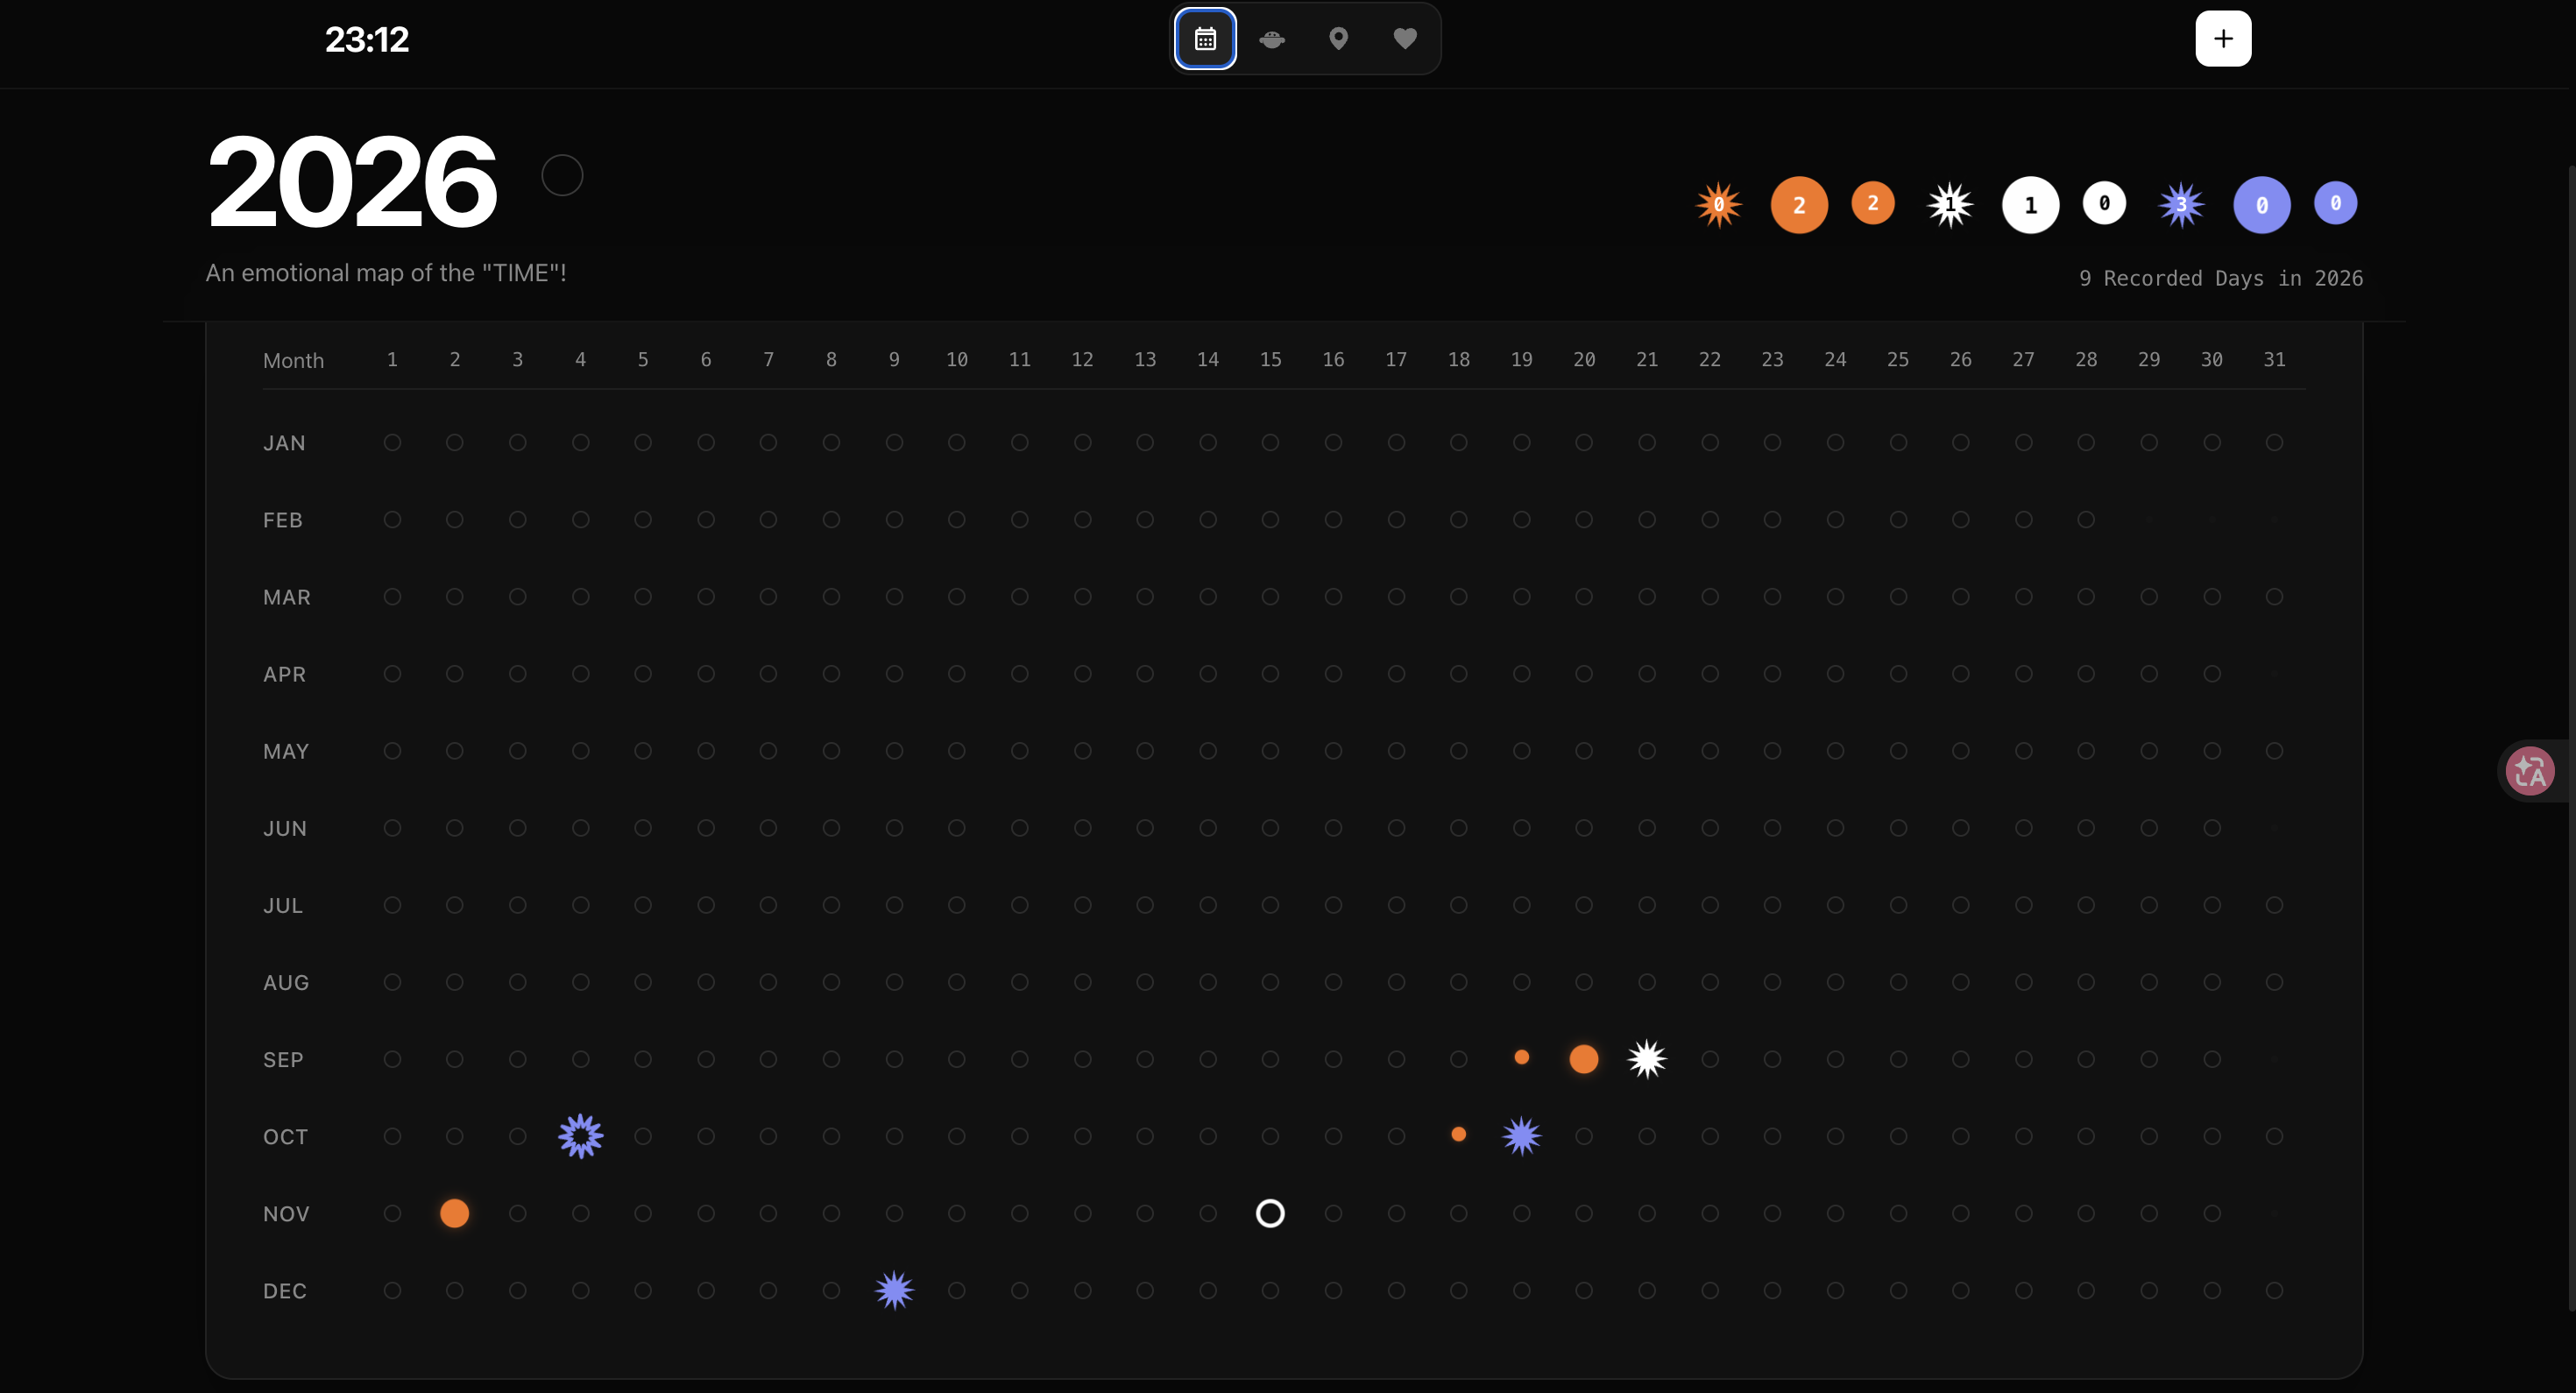 23:12
2026
0 2 2 1 1 0 3 0 0
An emotional map of the "TIME"!
9 Recorded Days in 2026
Month 1 2 3 4 5 6 7 8 9 10 11 12 13 14 15 16 17 18 19 20 21 22 23 24 25 26 27 28 29 30 31
JAN
FEB
MAR
APR
MAY
JUN
JUL
AUG
SEP
OCT
NOV
DEC